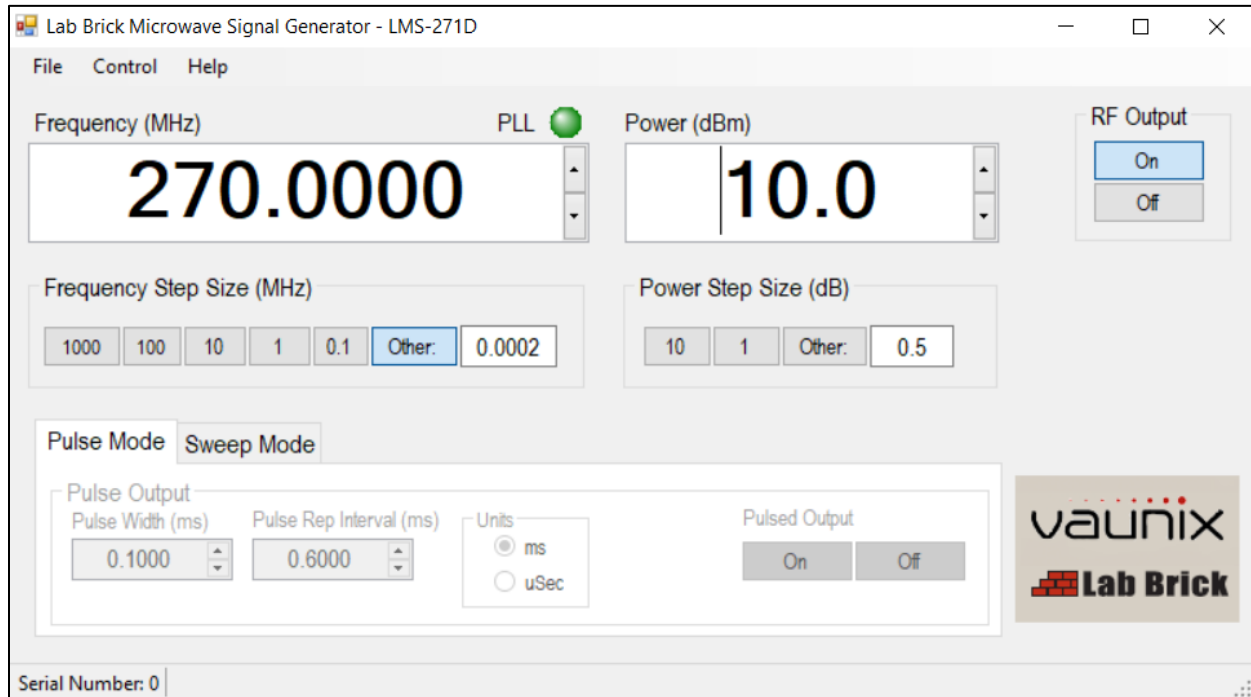 Lab Brick Microwave Signal Generator - LMS-271D
File Control Help
Frequency (MHz) PLL Power (dBm) RF Output
270.0000 10.0 On
Off
Frequency Step Size (MHz) Power Step Size (dB)
1000 100 10 1 0.1 Other: 0.0002 10 1 Other: 0.5
Pulse Mode Sweep Mode
Pulse Output
Pulse Width (ms) Pulse Rep Interval (ms) Units Pulsed Output
0.1000 0.6000 ms On Off
uSec
vaunix
Lab Brick
Serial Number: 0